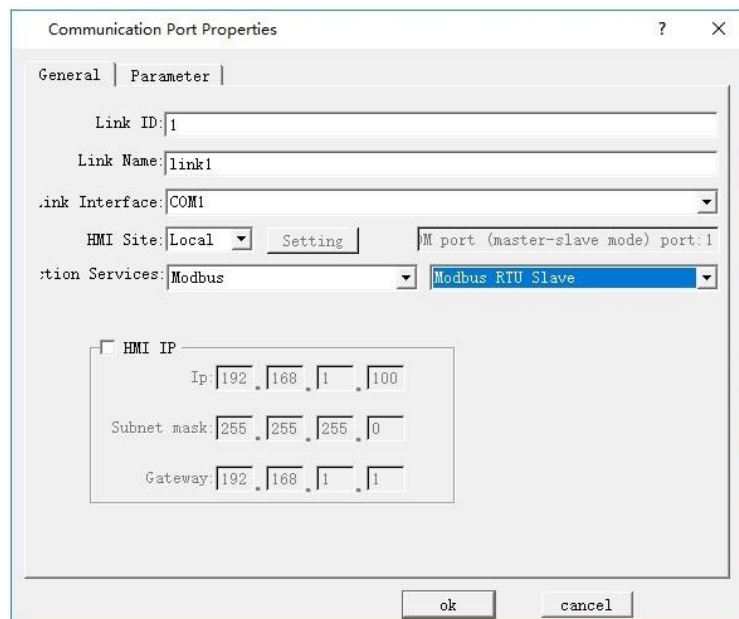 Communication Port Properties ? ×
General Parameter
Link ID: 1
Link Name: link1
.ink Interface: COM1
HMI Site: Local Setting OM port (master-slave mode) port:1
:tion Services: Modbus Modbus RTU Slave
HMI IP
Ip: 192 . 168 . 1 . 100
Subnet mask: 255 . 255 . 255 . 0
Gateway: 192 . 168 . 1 . 1
ok cancel